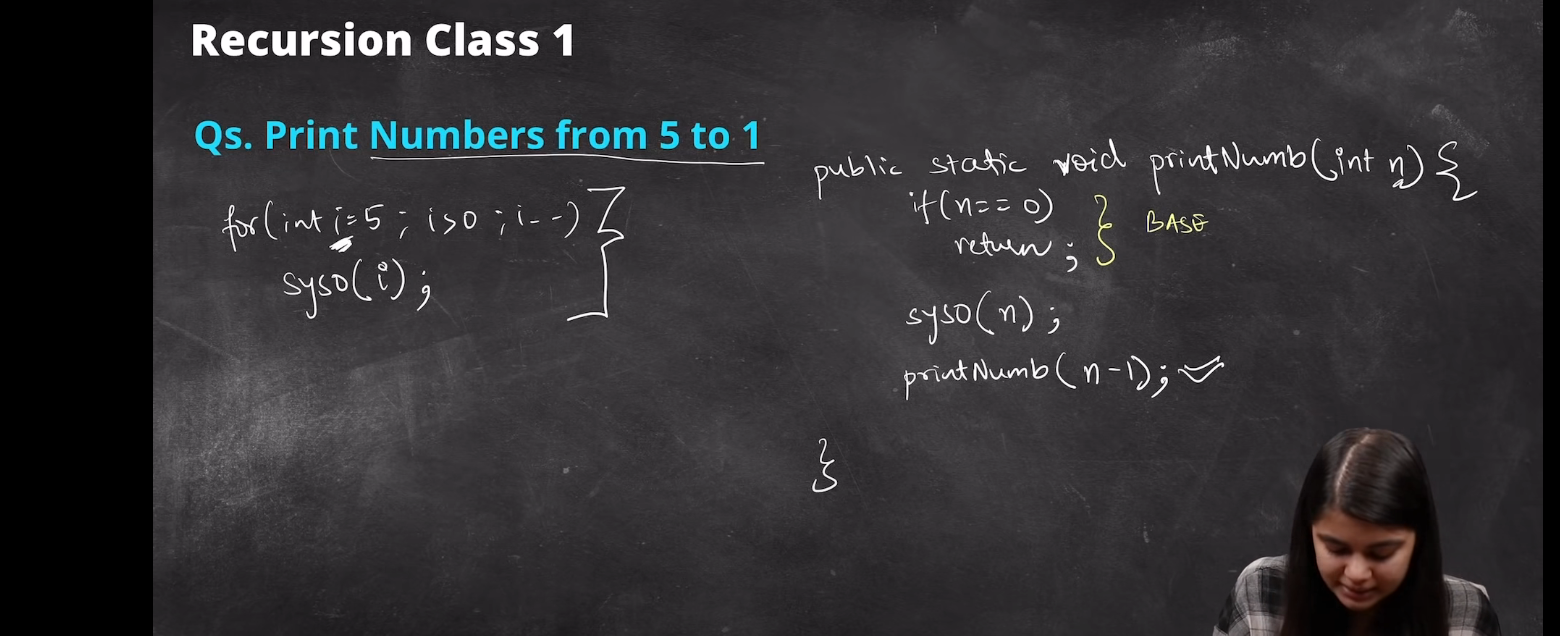 Recursion Class 1
Qs. Print Numbers from 5 to 1
for(int i=5 ; i>0 ; i--)
syso(i);
public static void printNumb(int n) {
if(n==0)
return ; } BASE
syso(n) ;
printNumb(n-1);
}